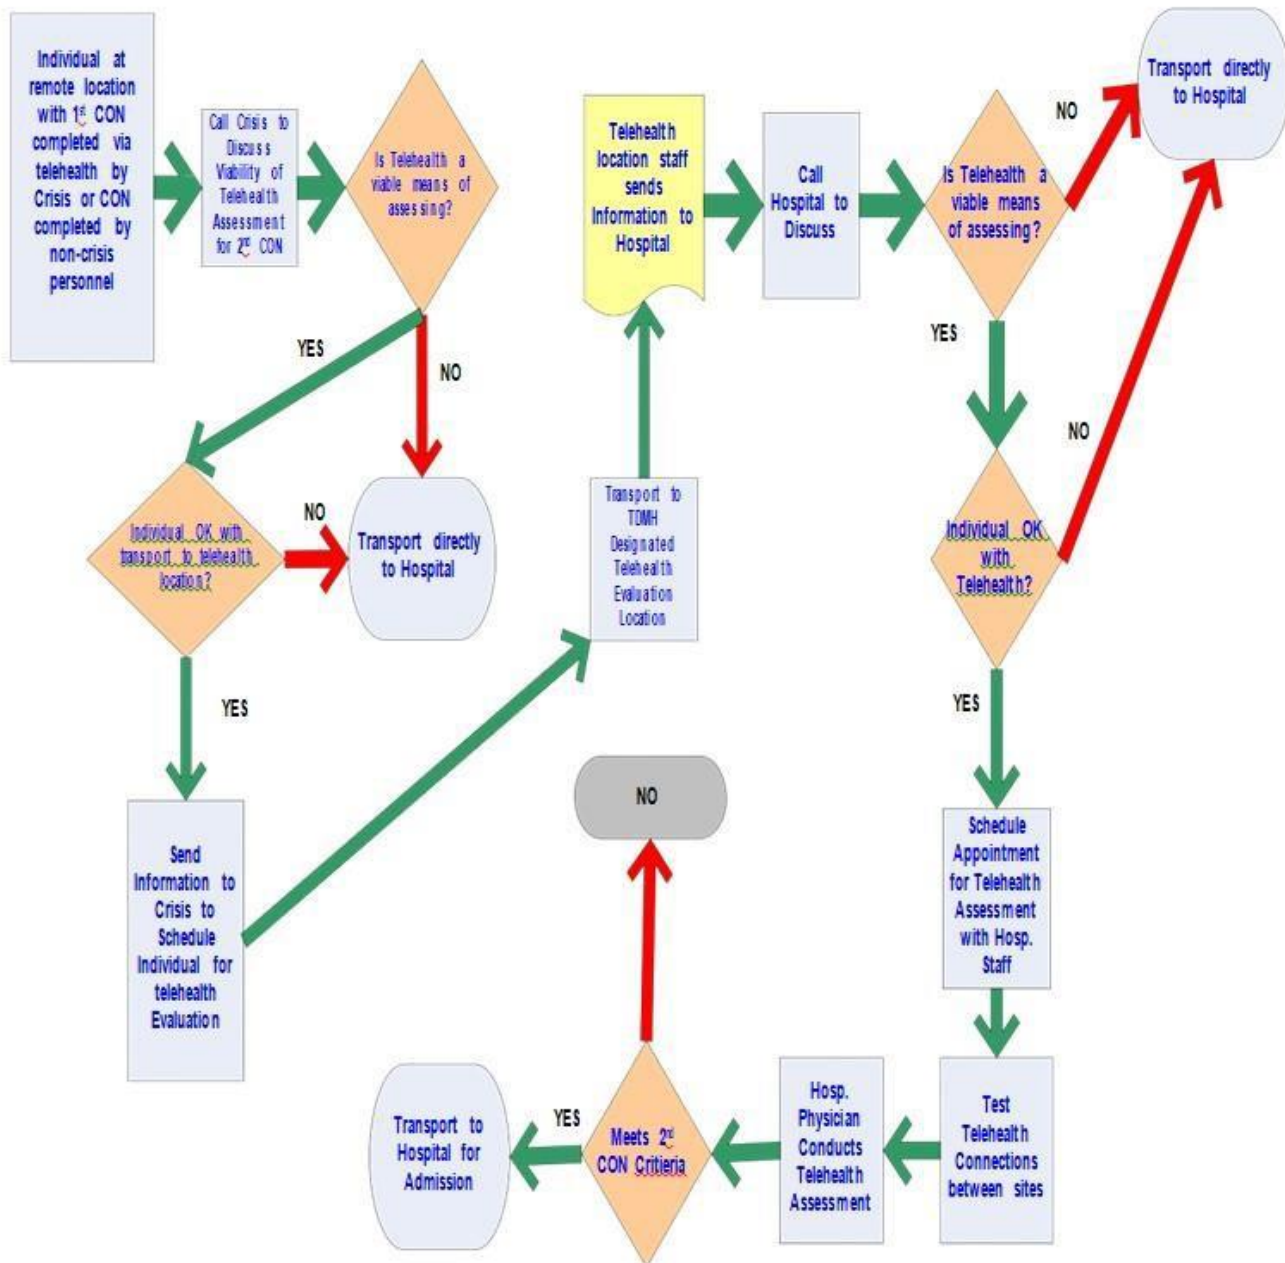 Individual at
remote location
with 1st CON
completed via
telehealth by
Crisis or CON
completed by
non-crisis
personnel
Call Crisis to
Discuss
Viability of
Telehealth
Assessment
for 2nd CON
Is Telehealth a
viable means of
assessing?
YES
NO
Individual OK with
transport to telehealth
location?
NO
Transport directly
to Hospital
YES
Send
Information to
Crisis to
Schedule
Individual for
telehealth
Evaluation
Transport to
TDMH
Designated
Telehealth
Evaluation
Location
Telehealth
location staff
sends
Information to
Hospital
Call
Hospital to
Discuss
Is Telehealth a
viable means
of assessing?
NO
Transport directly
to Hospital
YES
NO
Individual OK
with
Telehealth?
YES
Schedule
Appointment
for Telehealth
Assessment
with Hosp.
Staff
Test
Telehealth
Connections
between sites
Hosp.
Physician
Conducts
Telehealth
Assessment
Meets 2nd
CON Critieria
NO
YES
Transport to
Hospital for
Admission